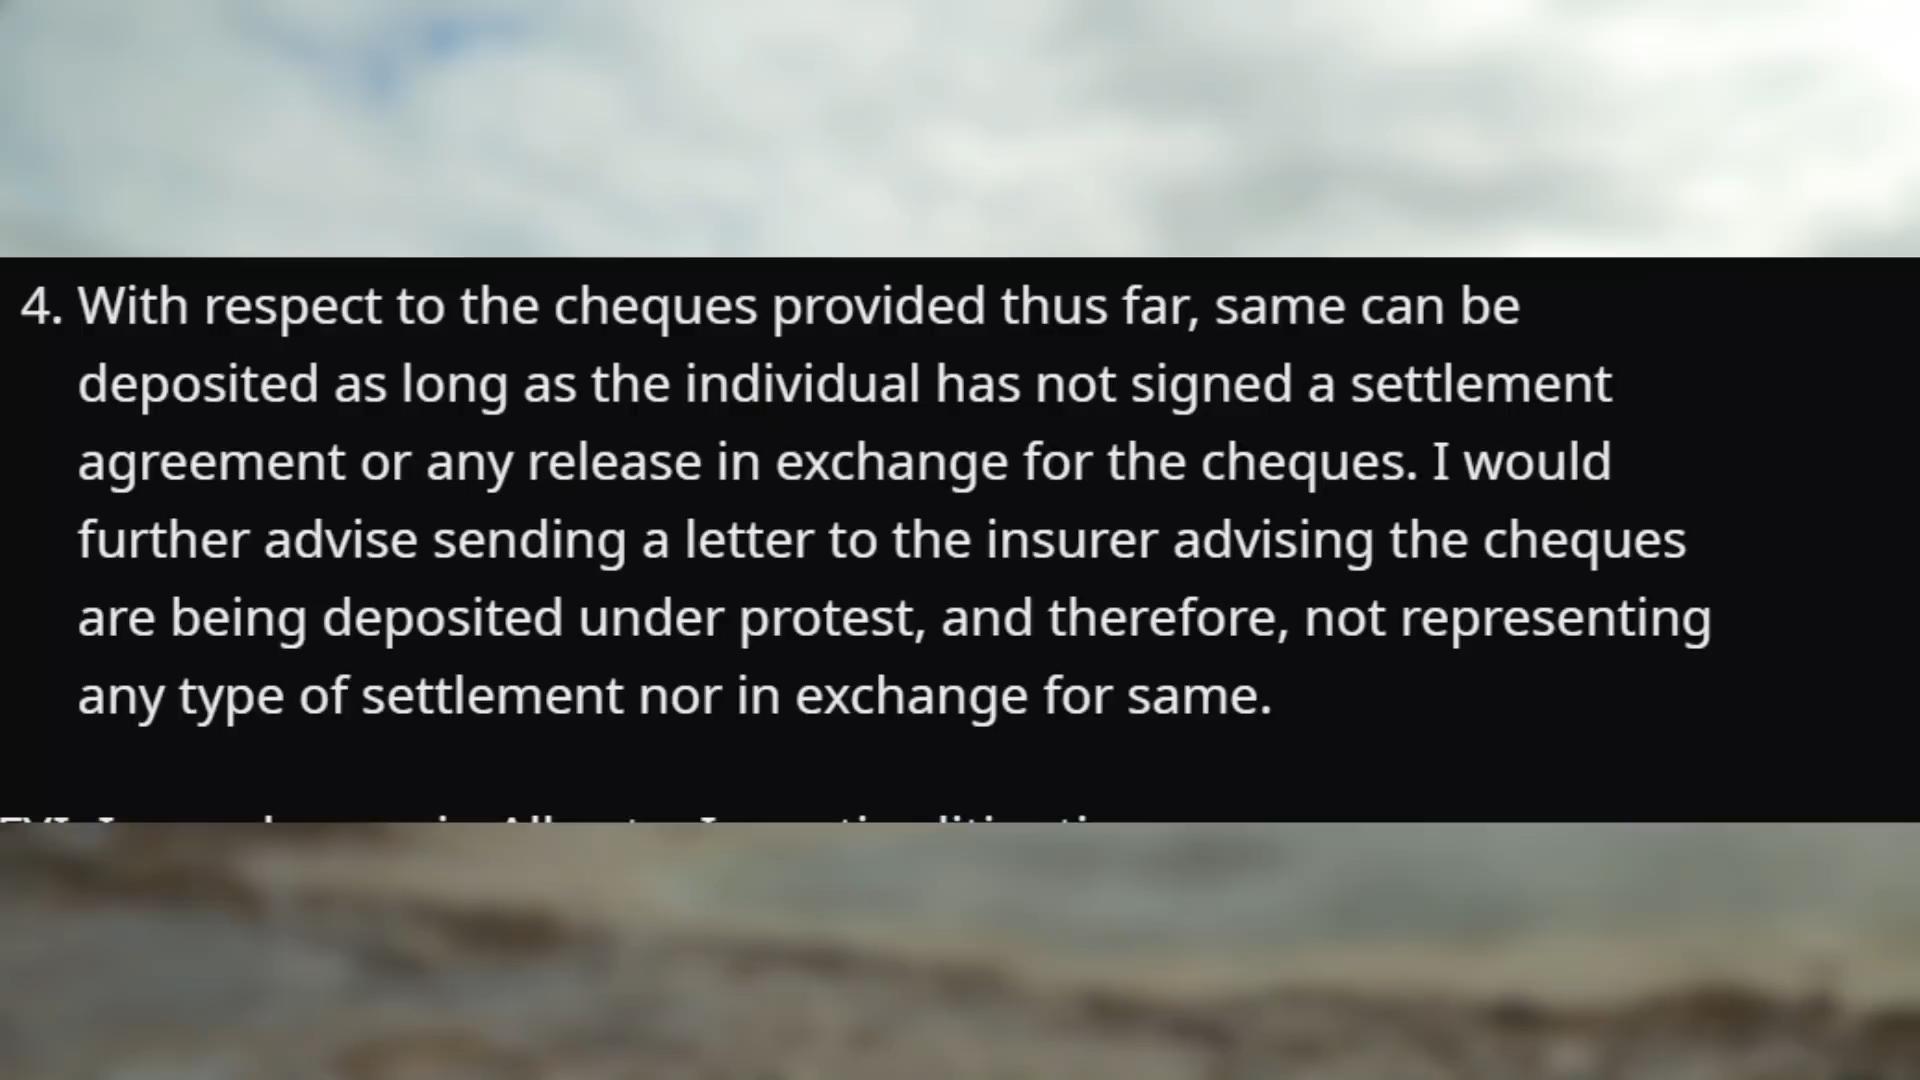 4. With respect to the cheques provided thus far, same can be
deposited as long as the individual has not signed a settlement
agreement or any release in exchange for the cheques. I would
further advise sending a letter to the insurer advising the cheques
are being deposited under protest, and therefore, not representing
any type of settlement nor in exchange for same.